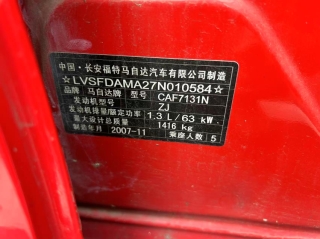 中国·长安福特马自达汽车有限公司制造
☆LVSFDAMA27N010584☆
品牌 马自达牌 型号 CAF7131N
发动机型号 ZJ
发动机排量/额定功率 1.3 L/63 kW
最大设计总质量 1416 kg
制造年月 2007-11 乘座人数 5